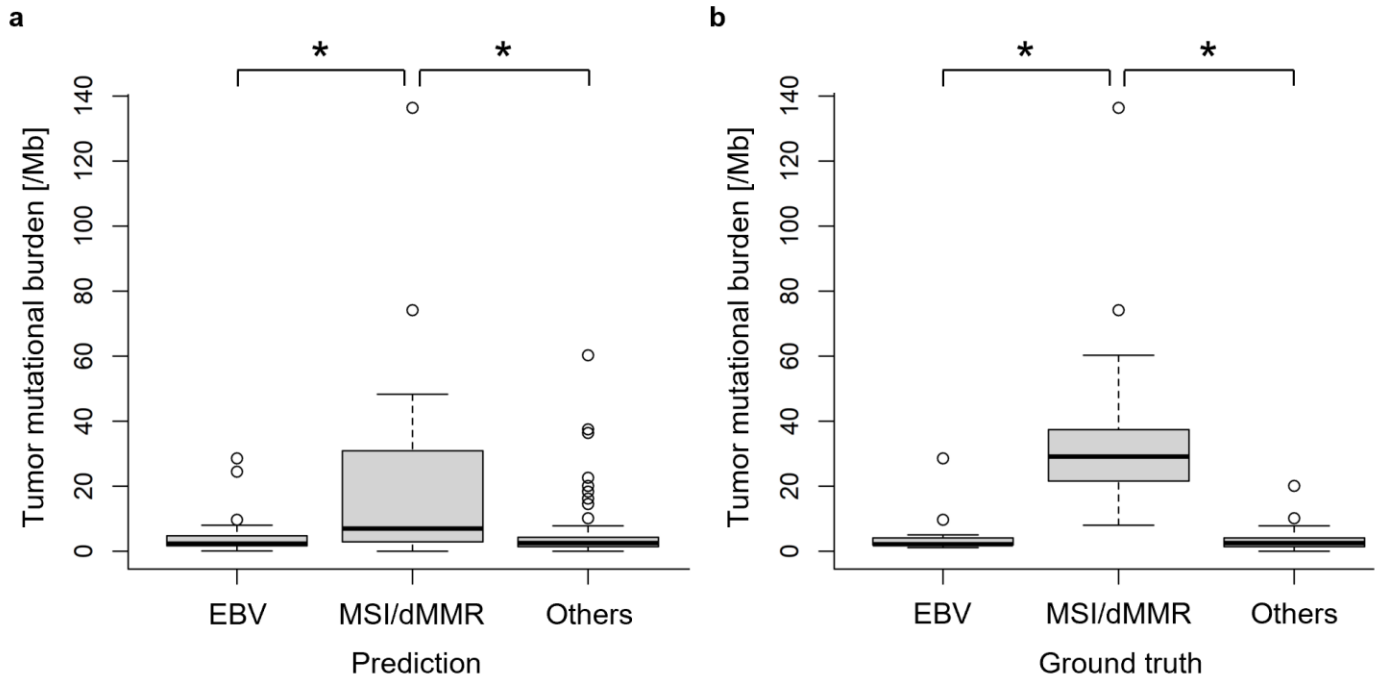 a
* *
Tumor mutational burden [/Mb]
140
120
100
80
60
40
20
0
EBV MSI/dMMR Others
Prediction
b
* *
Tumor mutational burden [/Mb]
140
120
100
80
60
40
20
0
EBV MSI/dMMR Others
Ground truth